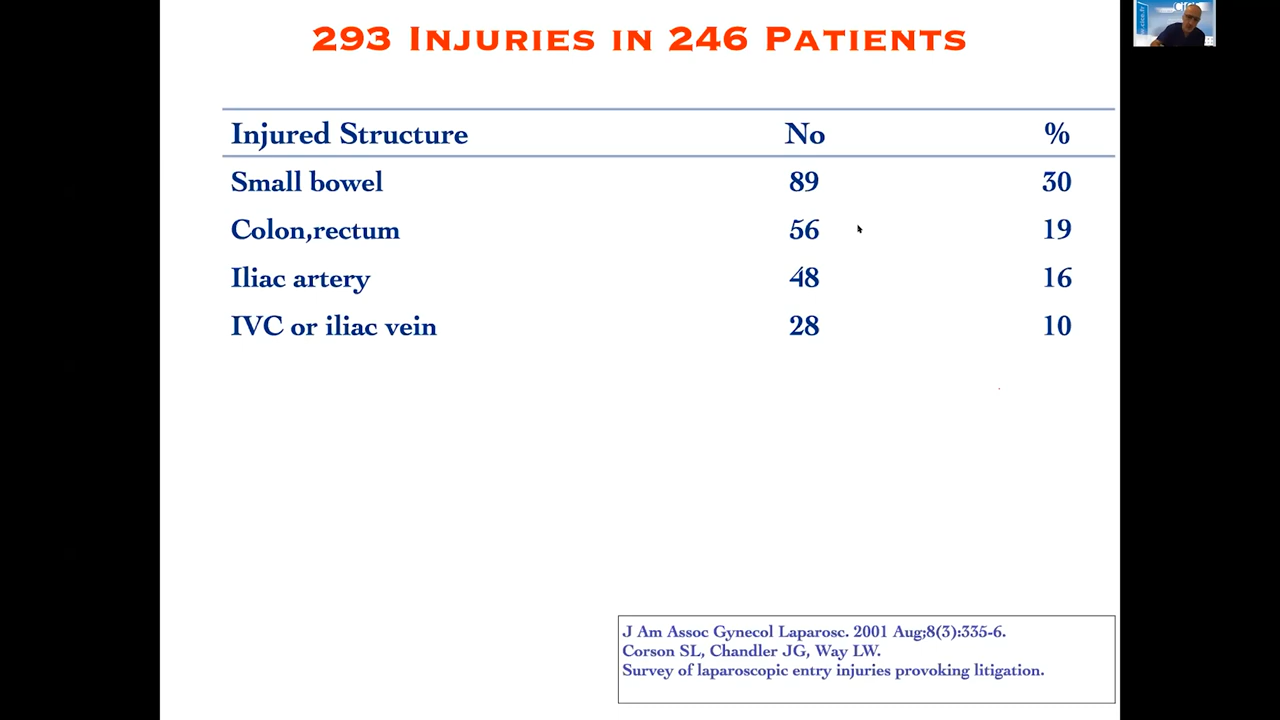 293 INJURIES IN 246 PATIENTS
Injured Structure No %
Small bowel 89 30
Colon,rectum 56 19
Iliac artery 48 16
IVC or iliac vein 28 10
J Am Assoc Gynecol Laparosc. 2001 Aug;8(3):335-6.
Corson SL, Chandler JG, Way LW.
Survey of laparoscopic entry injuries provoking litigation.